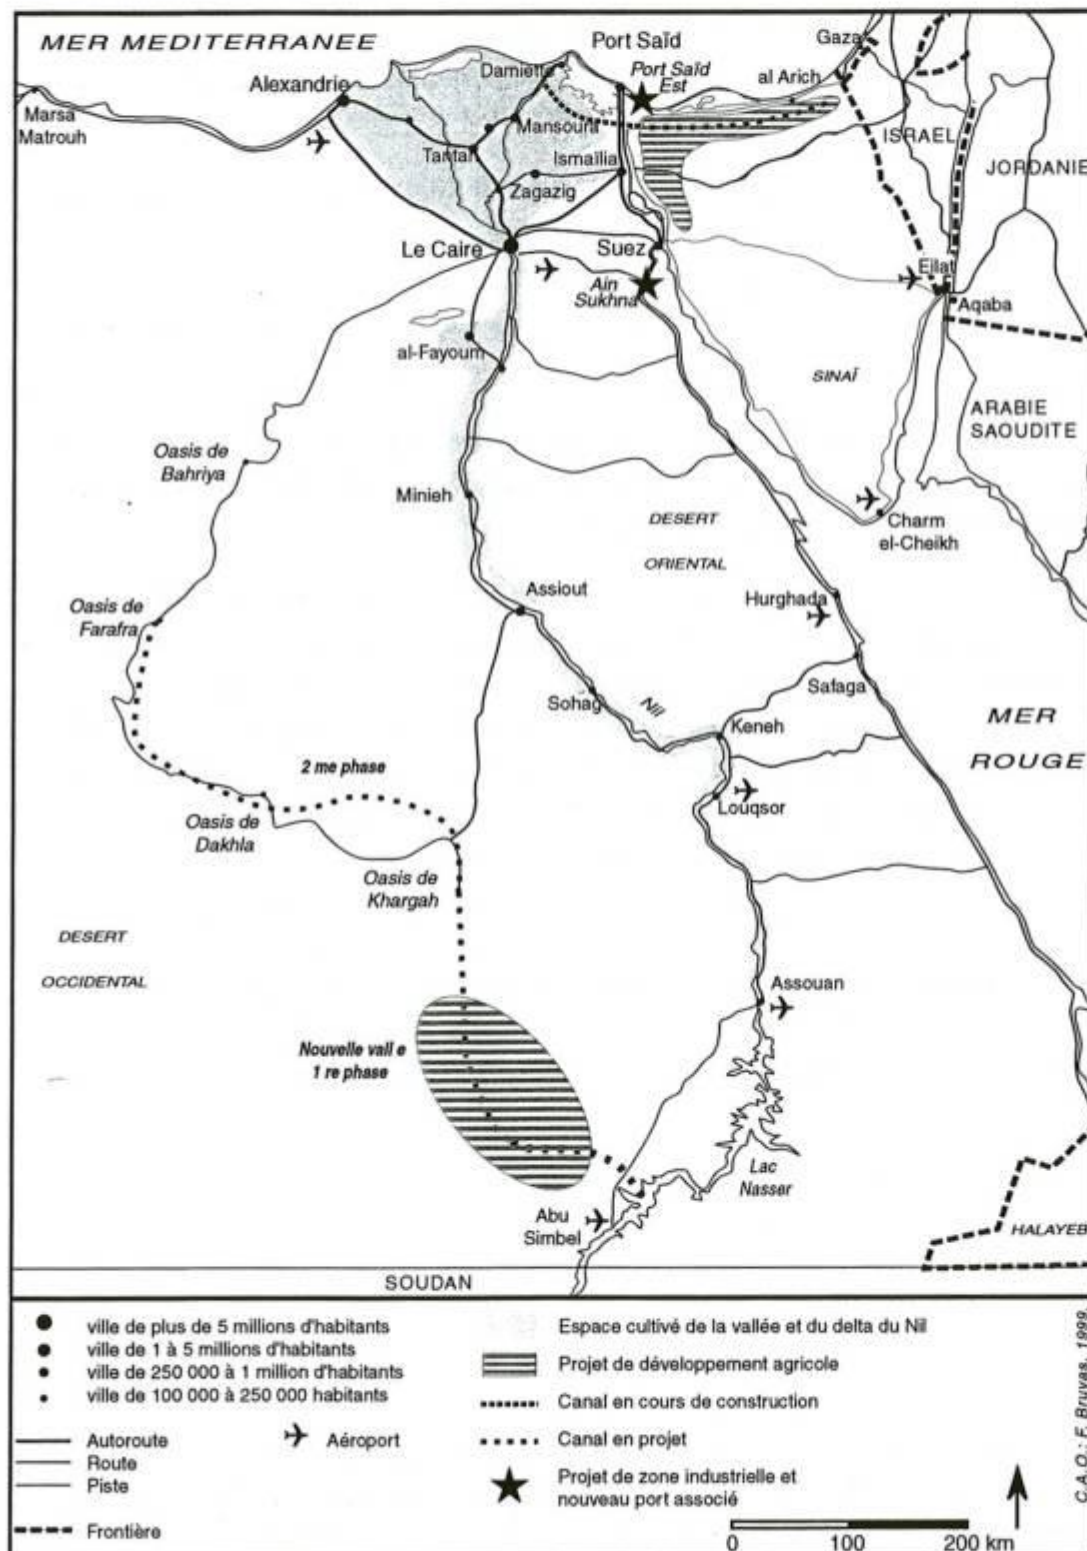 MER MEDITERRANEE
Port Saïd
Gaza
Damiette
Port Saïd
Est
al Arich
Alexandrie
Marsa
Matrouh
Mansoura
ISRAEL
Tantah
Ismaïlia
JORDANIE
Zagazig
Le Caire
Suez
Eilat
Ain
Sukhna
Aqaba
al-Fayoum
SINAÏ
ARABIE
SAOUDITE
Oasis de
Bahriya
Minieh
DESERT
ORIENTAL
Charm
el-Cheikh
Assiout
Hurghada
Oasis de
Farafra
Safaga
Sohag
Nil
Keneh
MER
ROUGE
2 me phase
Louqsor
Oasis de
Dakhla
Oasis de
Khargah
DESERT
OCCIDENTAL
Assouan
Nouvelle vall e
1 re phase
Lac
Nasser
Abu
Simbel
HALAYEB
SOUDAN
ville de plus de 5 millions d'habitants
ville de 1 à 5 millions d'habitants
ville de 250 000 à 1 million d'habitants
ville de 100 000 à 250 000 habitants
Autoroute
Route
Piste
Aéroport
Frontière
Espace cultivé de la vallée et du delta du Nil
Projet de développement agricole
Canal en cours de construction
Canal en projet
Projet de zone industrielle et
nouveau port associé
0 100 200 km
C.A.O.: F. Bruyas, 1999.